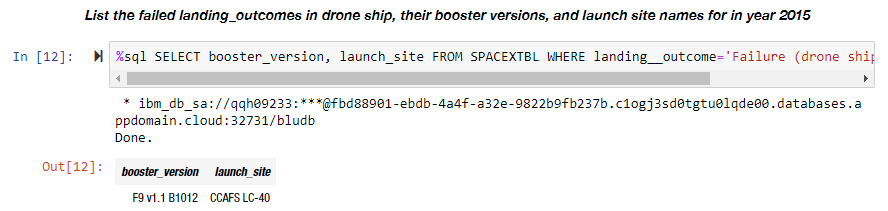 List the failed landing_outcomes in drone ship, their booster versions, and launch site names for in year 2015
In [12]: %sql SELECT booster_version, launch_site FROM SPACEXTBL WHERE landing__outcome='Failure (drone ship
* ibm_db_sa://qqh09233:***@fbd88901-ebdb-4a4f-a32e-9822b9fb237b.c1ogj3sd0tgtu0lqde00.databases.a
ppdomain.cloud:32731/bludb
Done.
Out[12]: booster_version launch_site
F9 v1.1 B1012 CCAFS LC-40